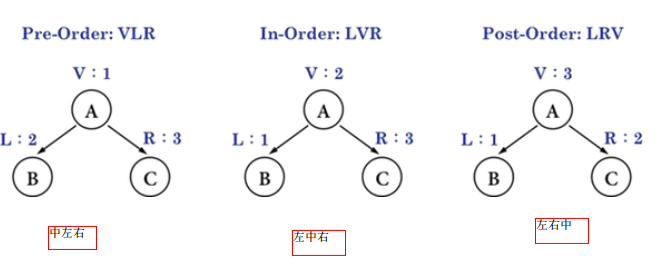 Pre-Order: VLR
V：1
A
L：2
R：3
B
C
中左右
In-Order: LVR
V：2
A
L：1
R：3
B
C
左中右
Post-Order: LRV
V：3
A
L：1
R：2
B
C
左右中